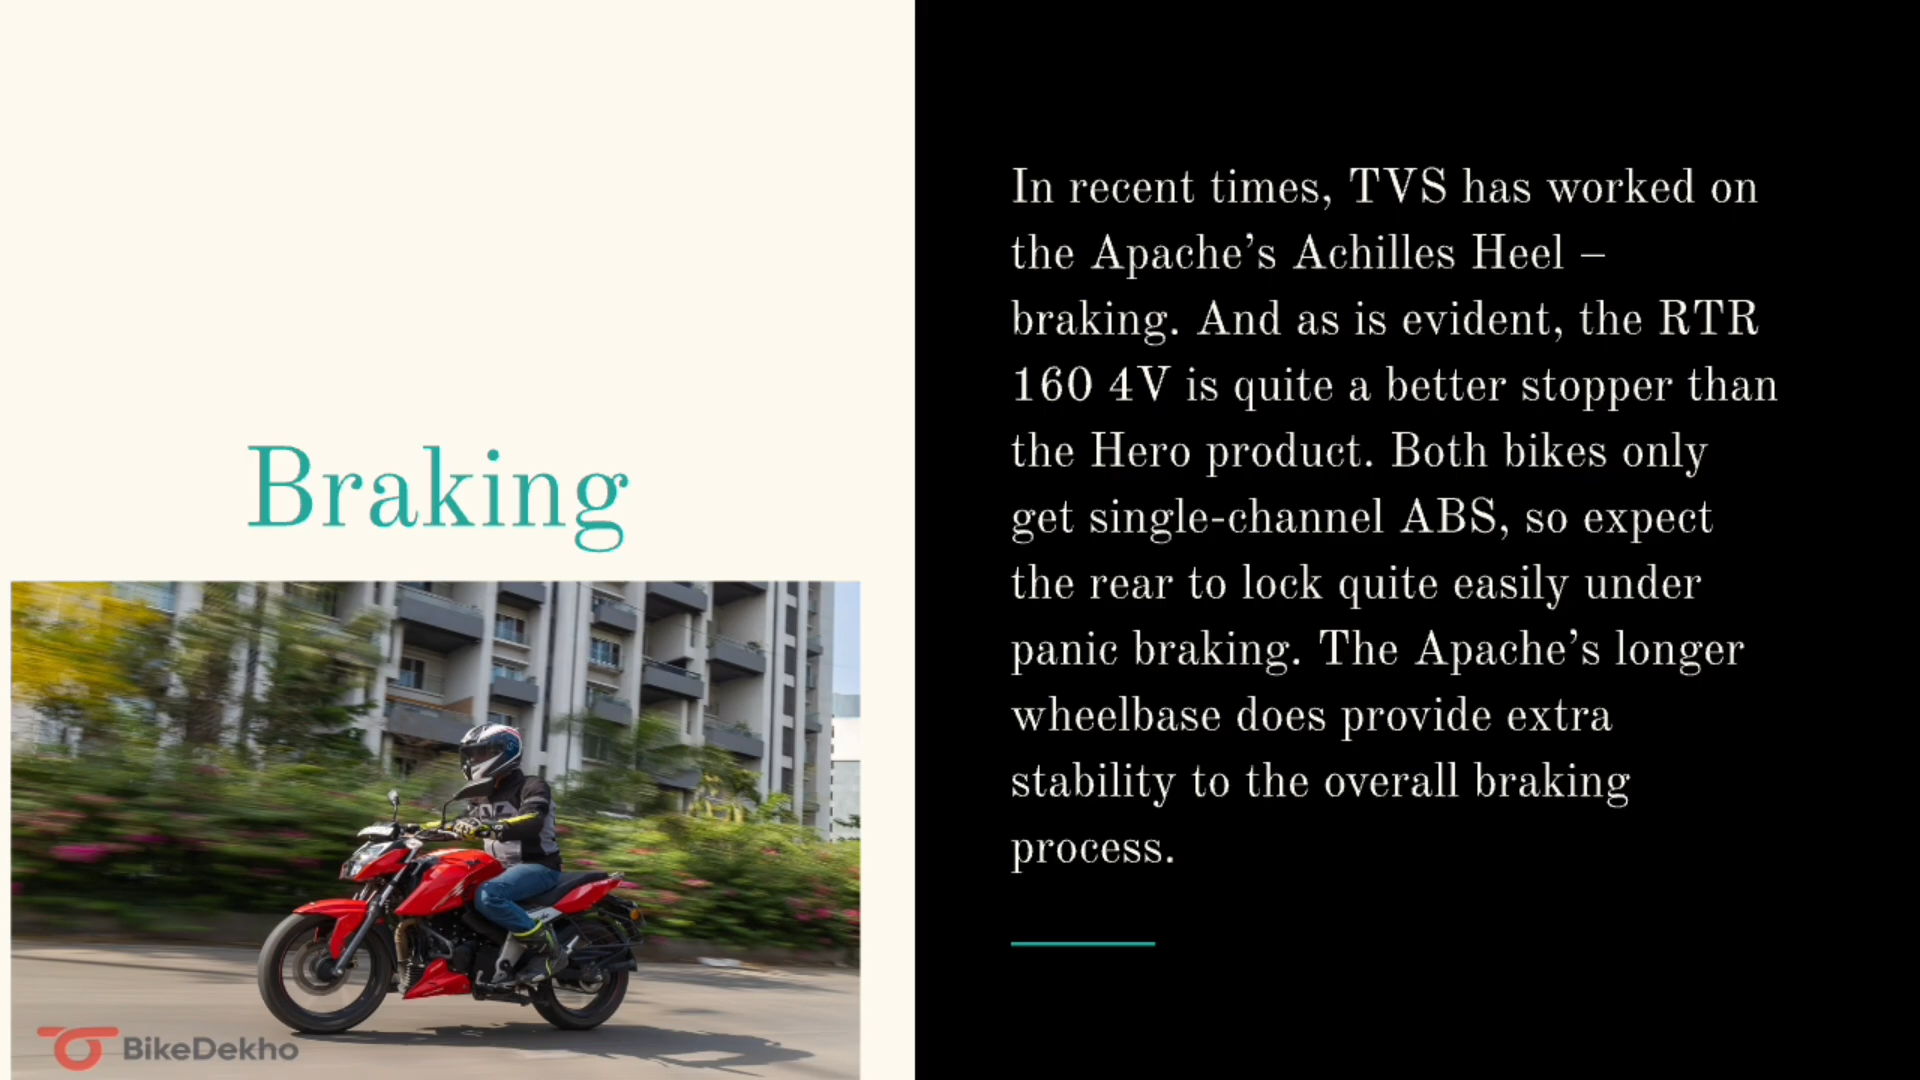 Braking
In recent times, TVS has worked on
the Apache’s Achilles Heel –
braking. And as is evident, the RTR
160 4V is quite a better stopper than
the Hero product. Both bikes only
get single-channel ABS, so expect
the rear to lock quite easily under
panic braking. The Apache’s longer
wheelbase does provide extra
stability to the overall braking
process.
BikeDekho